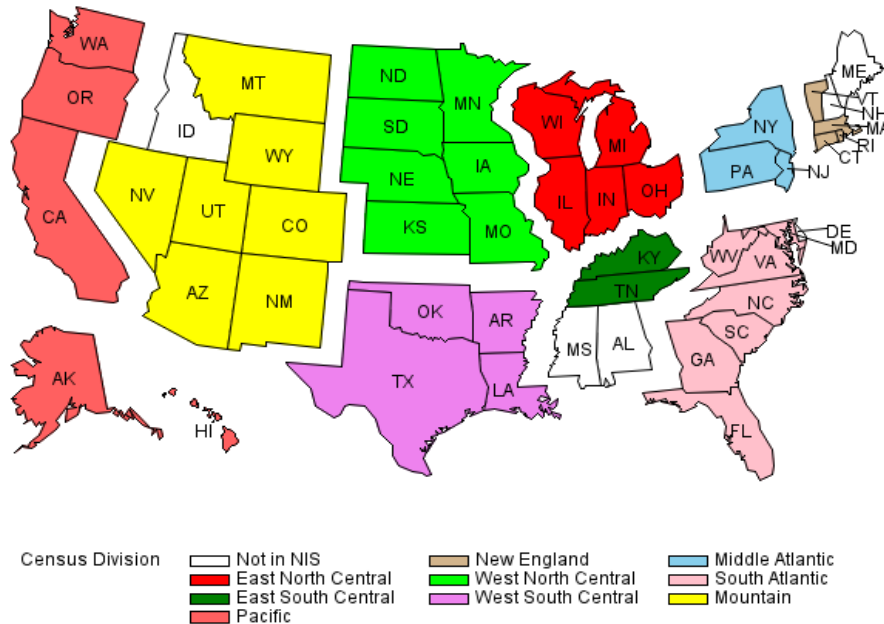 WA
OR
CA
AK
HI
ID
NV
MT
WY
UT
CO
AZ
NM
ND
SD
NE
KS
MN
IA
MO
OK
TX
AR
LA
WI
MI
IL
IN
OH
KY
TN
MS
AL
NY
PA
NJ
ME
VT
NH
MA
RI
CT
DE
MD
WV
VA
NC
SC
GA
FL
Census Division
Not in NIS
New England
Middle Atlantic
East North Central
West North Central
South Atlantic
East South Central
West South Central
Mountain
Pacific